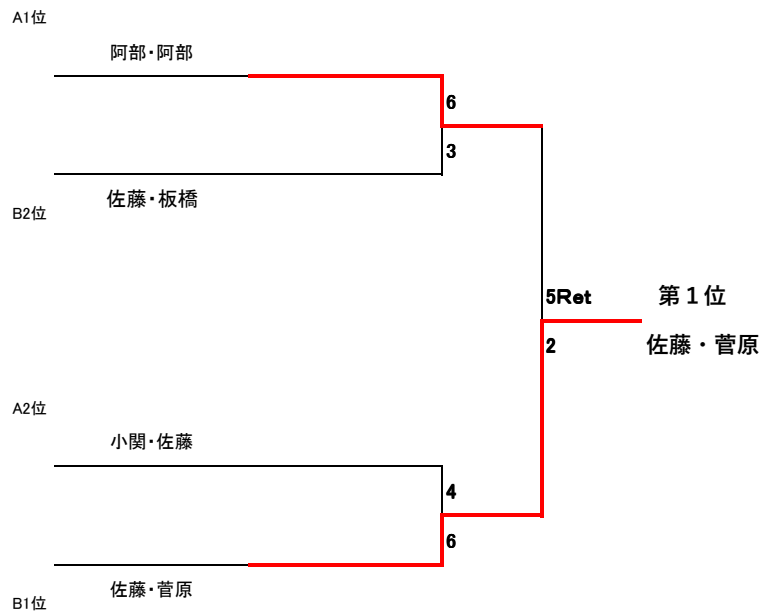 A1位
阿部・阿部
6
3
佐藤・板橋
B2位
5Ret
第１位
2
佐藤・菅原
A2位
小関・佐藤
4
6
佐藤・菅原
B1位